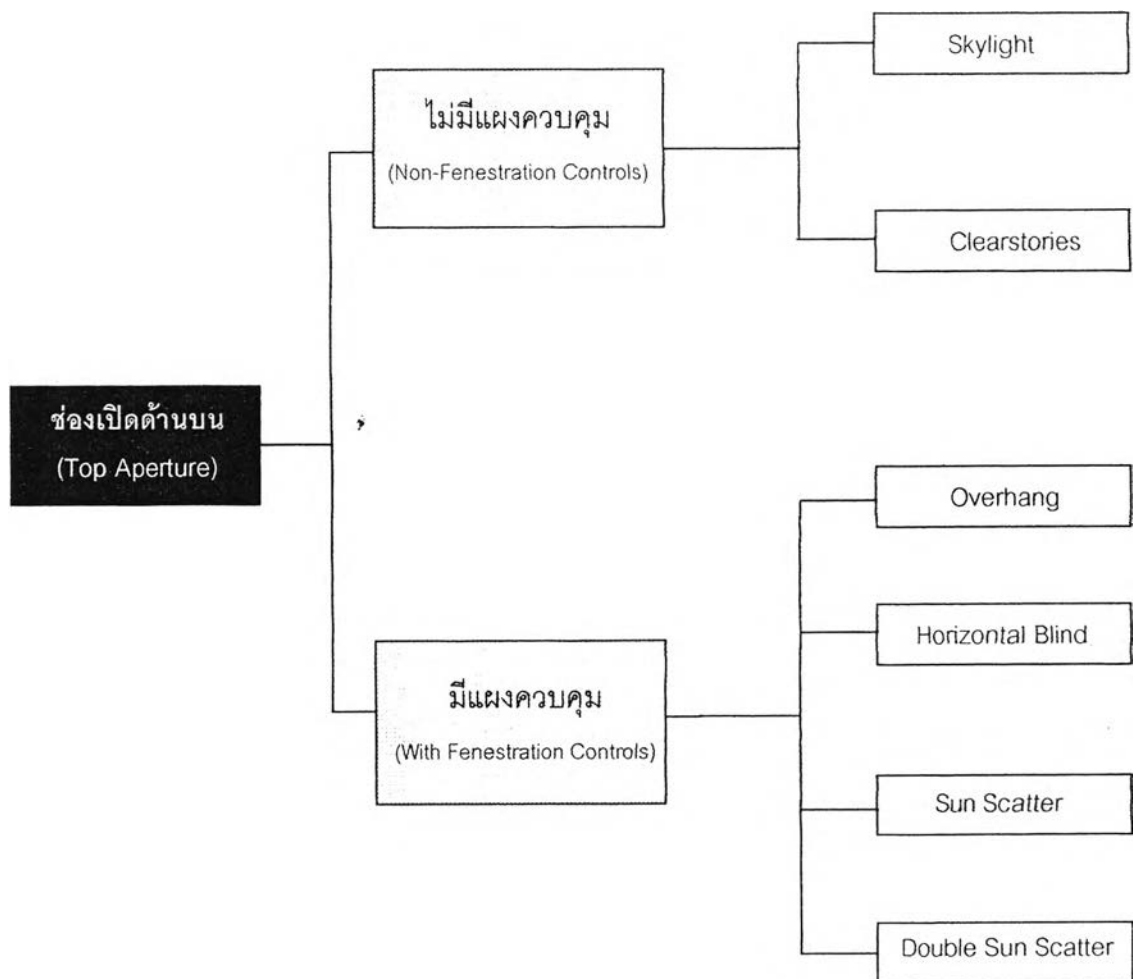 Skylight
ไม่มีแผงควบคุม
(Non-Fenestration Controls)
Clearstories
ช่องเปิดด้านบน
(Top Aperture)
Overhang
Horizontal Blind
มีแผงควบคุม
(With Fenestration Controls)
Sun Scatter
Double Sun Scatter